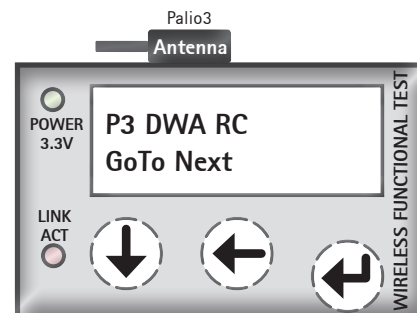 Palio3
Antenna
POWER
3.3V
P3 DWA RC
GoTo Next
LINK
ACT
WIRELESS FUNCTIONAL TEST